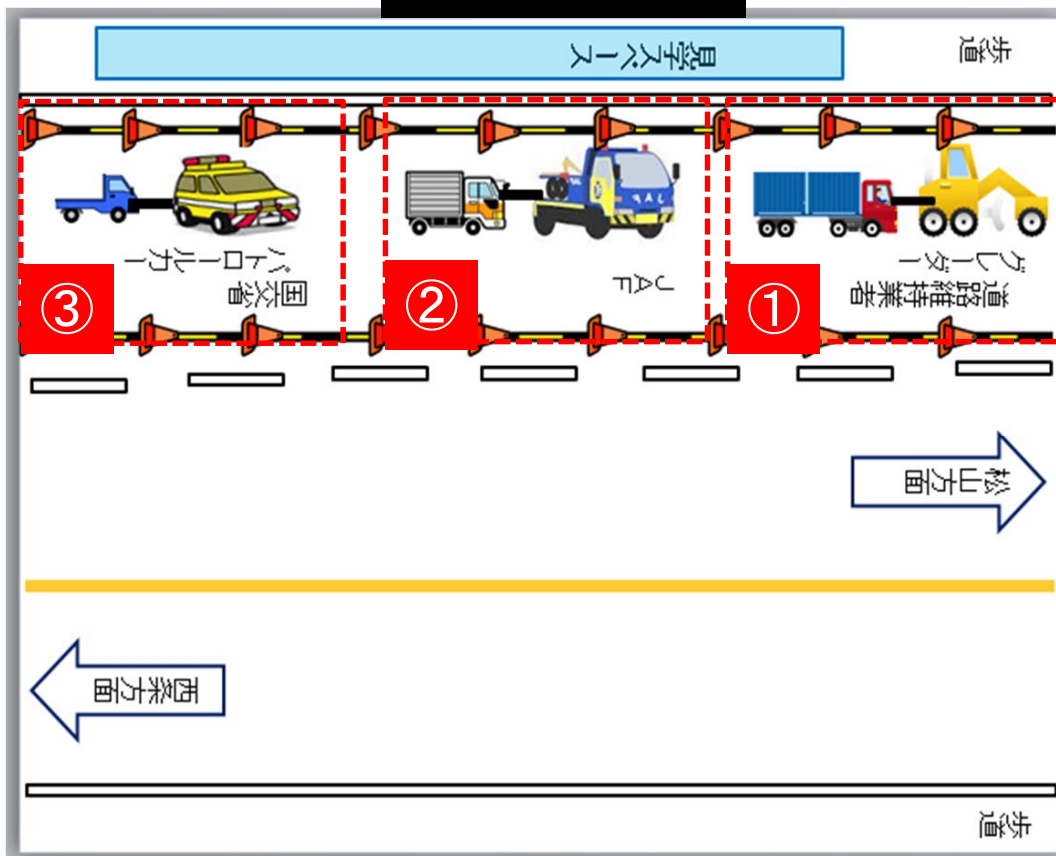 歩道
見学スペース
③
国交省
パトロールカー
②
JAF
①
道路維持業者
グレーダー
松山方面
西条方面
歩道